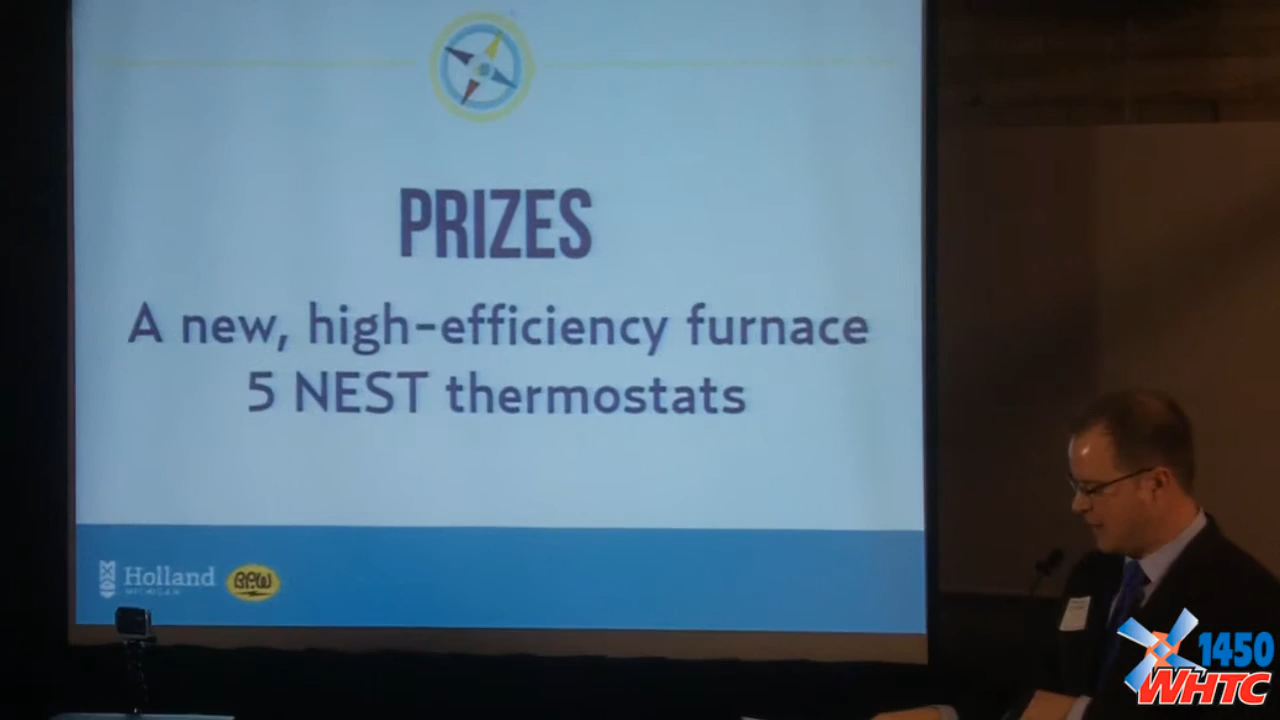 PRIZES
A new, high-efficiency furnace
5 NEST thermostats
Holland
MICHIGAN
BPW
1450
WHTC